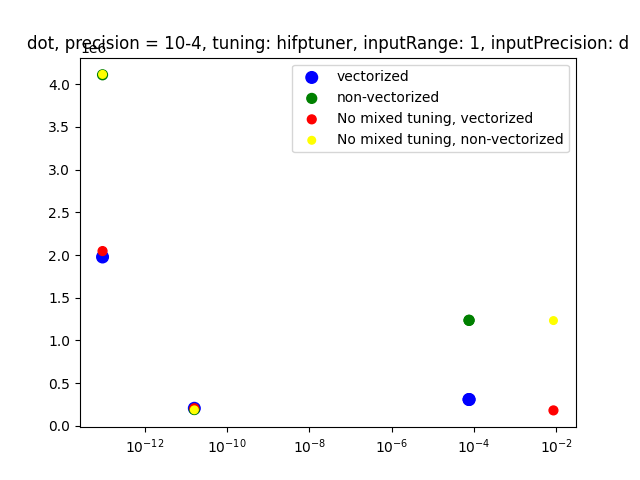 dot, precision = 10-4, tuning: hifptuner, inputRange: 1, inputPrecision: d
1e6
vectorized
non-vectorized
No mixed tuning, vectorized
No mixed tuning, non-vectorized
4.0
3.5
3.0
2.5
2.0
1.5
1.0
0.5
0.0
10⁻¹² 10⁻¹⁰ 10⁻⁸ 10⁻⁶ 10⁻⁴ 10⁻²